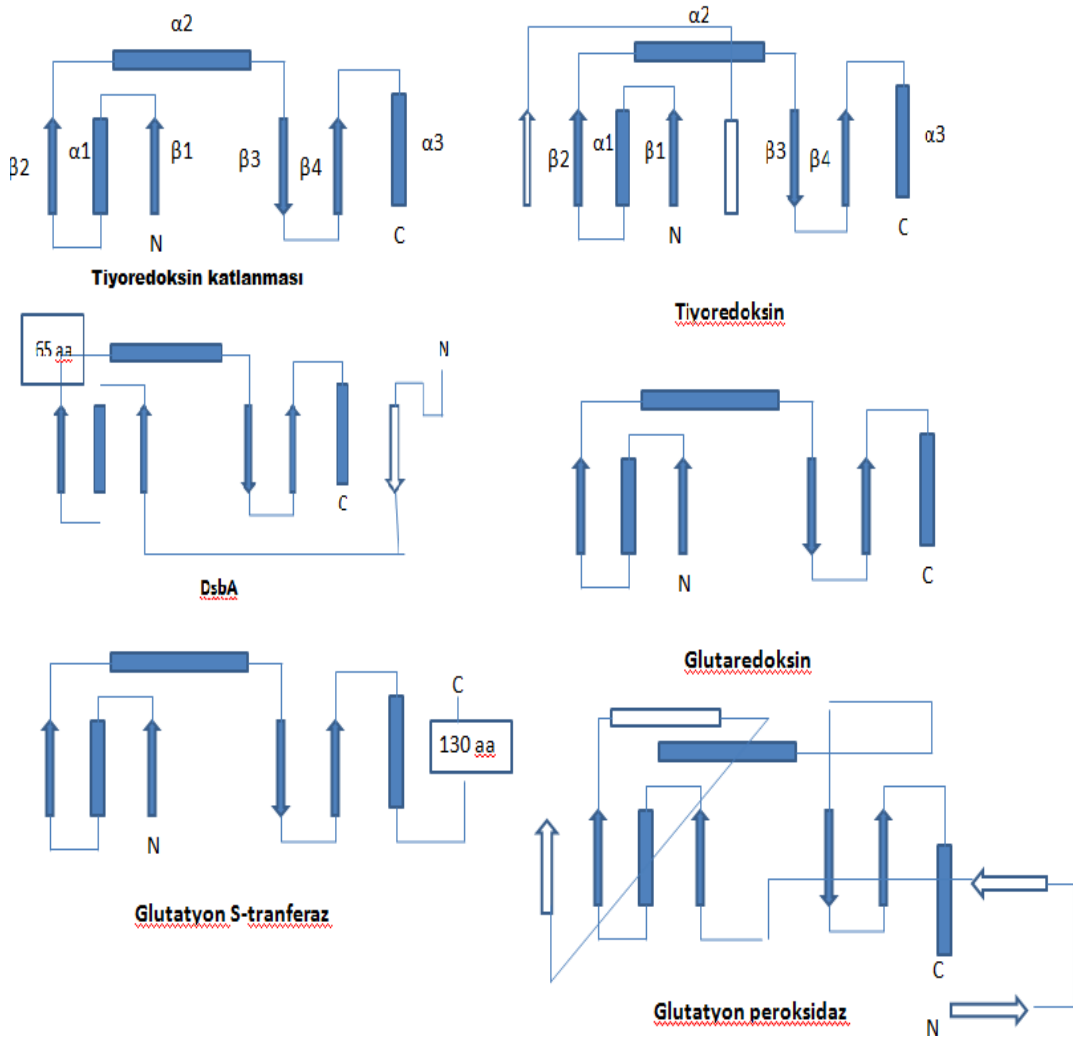 α2
β2
α1
β1
β3
β4
α3
N
C
Tiyoredoksin katlanması
α2
β2
α1
β1
β3
β4
α3
N
C
Tiyoredoksin
65 aa
N
C
DsbA
N
C
Glutaredoksin
C
130 aa
N
Glutatyon S-tranferaz
C
N
Glutatyon peroksidaz